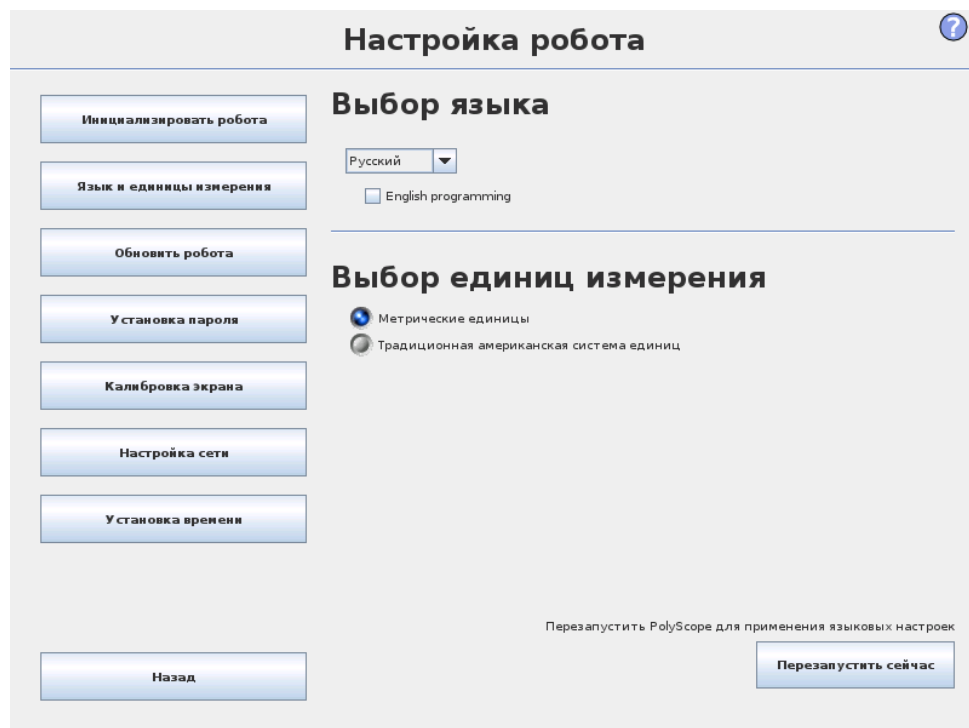 Настройка робота
?
Инициализировать робота
Язык и единицы измерения
Обновить робота
Установка пароля
Калибровка экрана
Настройка сети
Установка времени
Назад
Выбор языка
Русский
English programming
Выбор единиц измерения
Метрические единицы
Традиционная американская система единиц
Перезапустить PolyScope для применения языковых настроек
Перезапустить сейчас